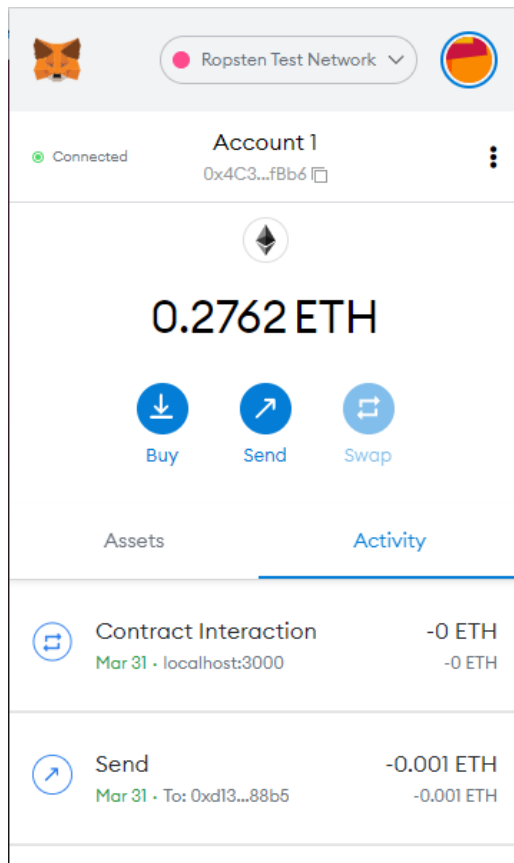 Ropsten Test Network
Connected
Account 1
0x4C3...fBb6
0.2762 ETH
Buy
Send
Swap
Assets
Activity
Contract Interaction
-0 ETH
Mar 31 · localhost:3000
-0 ETH
Send
-0.001 ETH
Mar 31 · To: 0xd13...88b5
-0.001 ETH